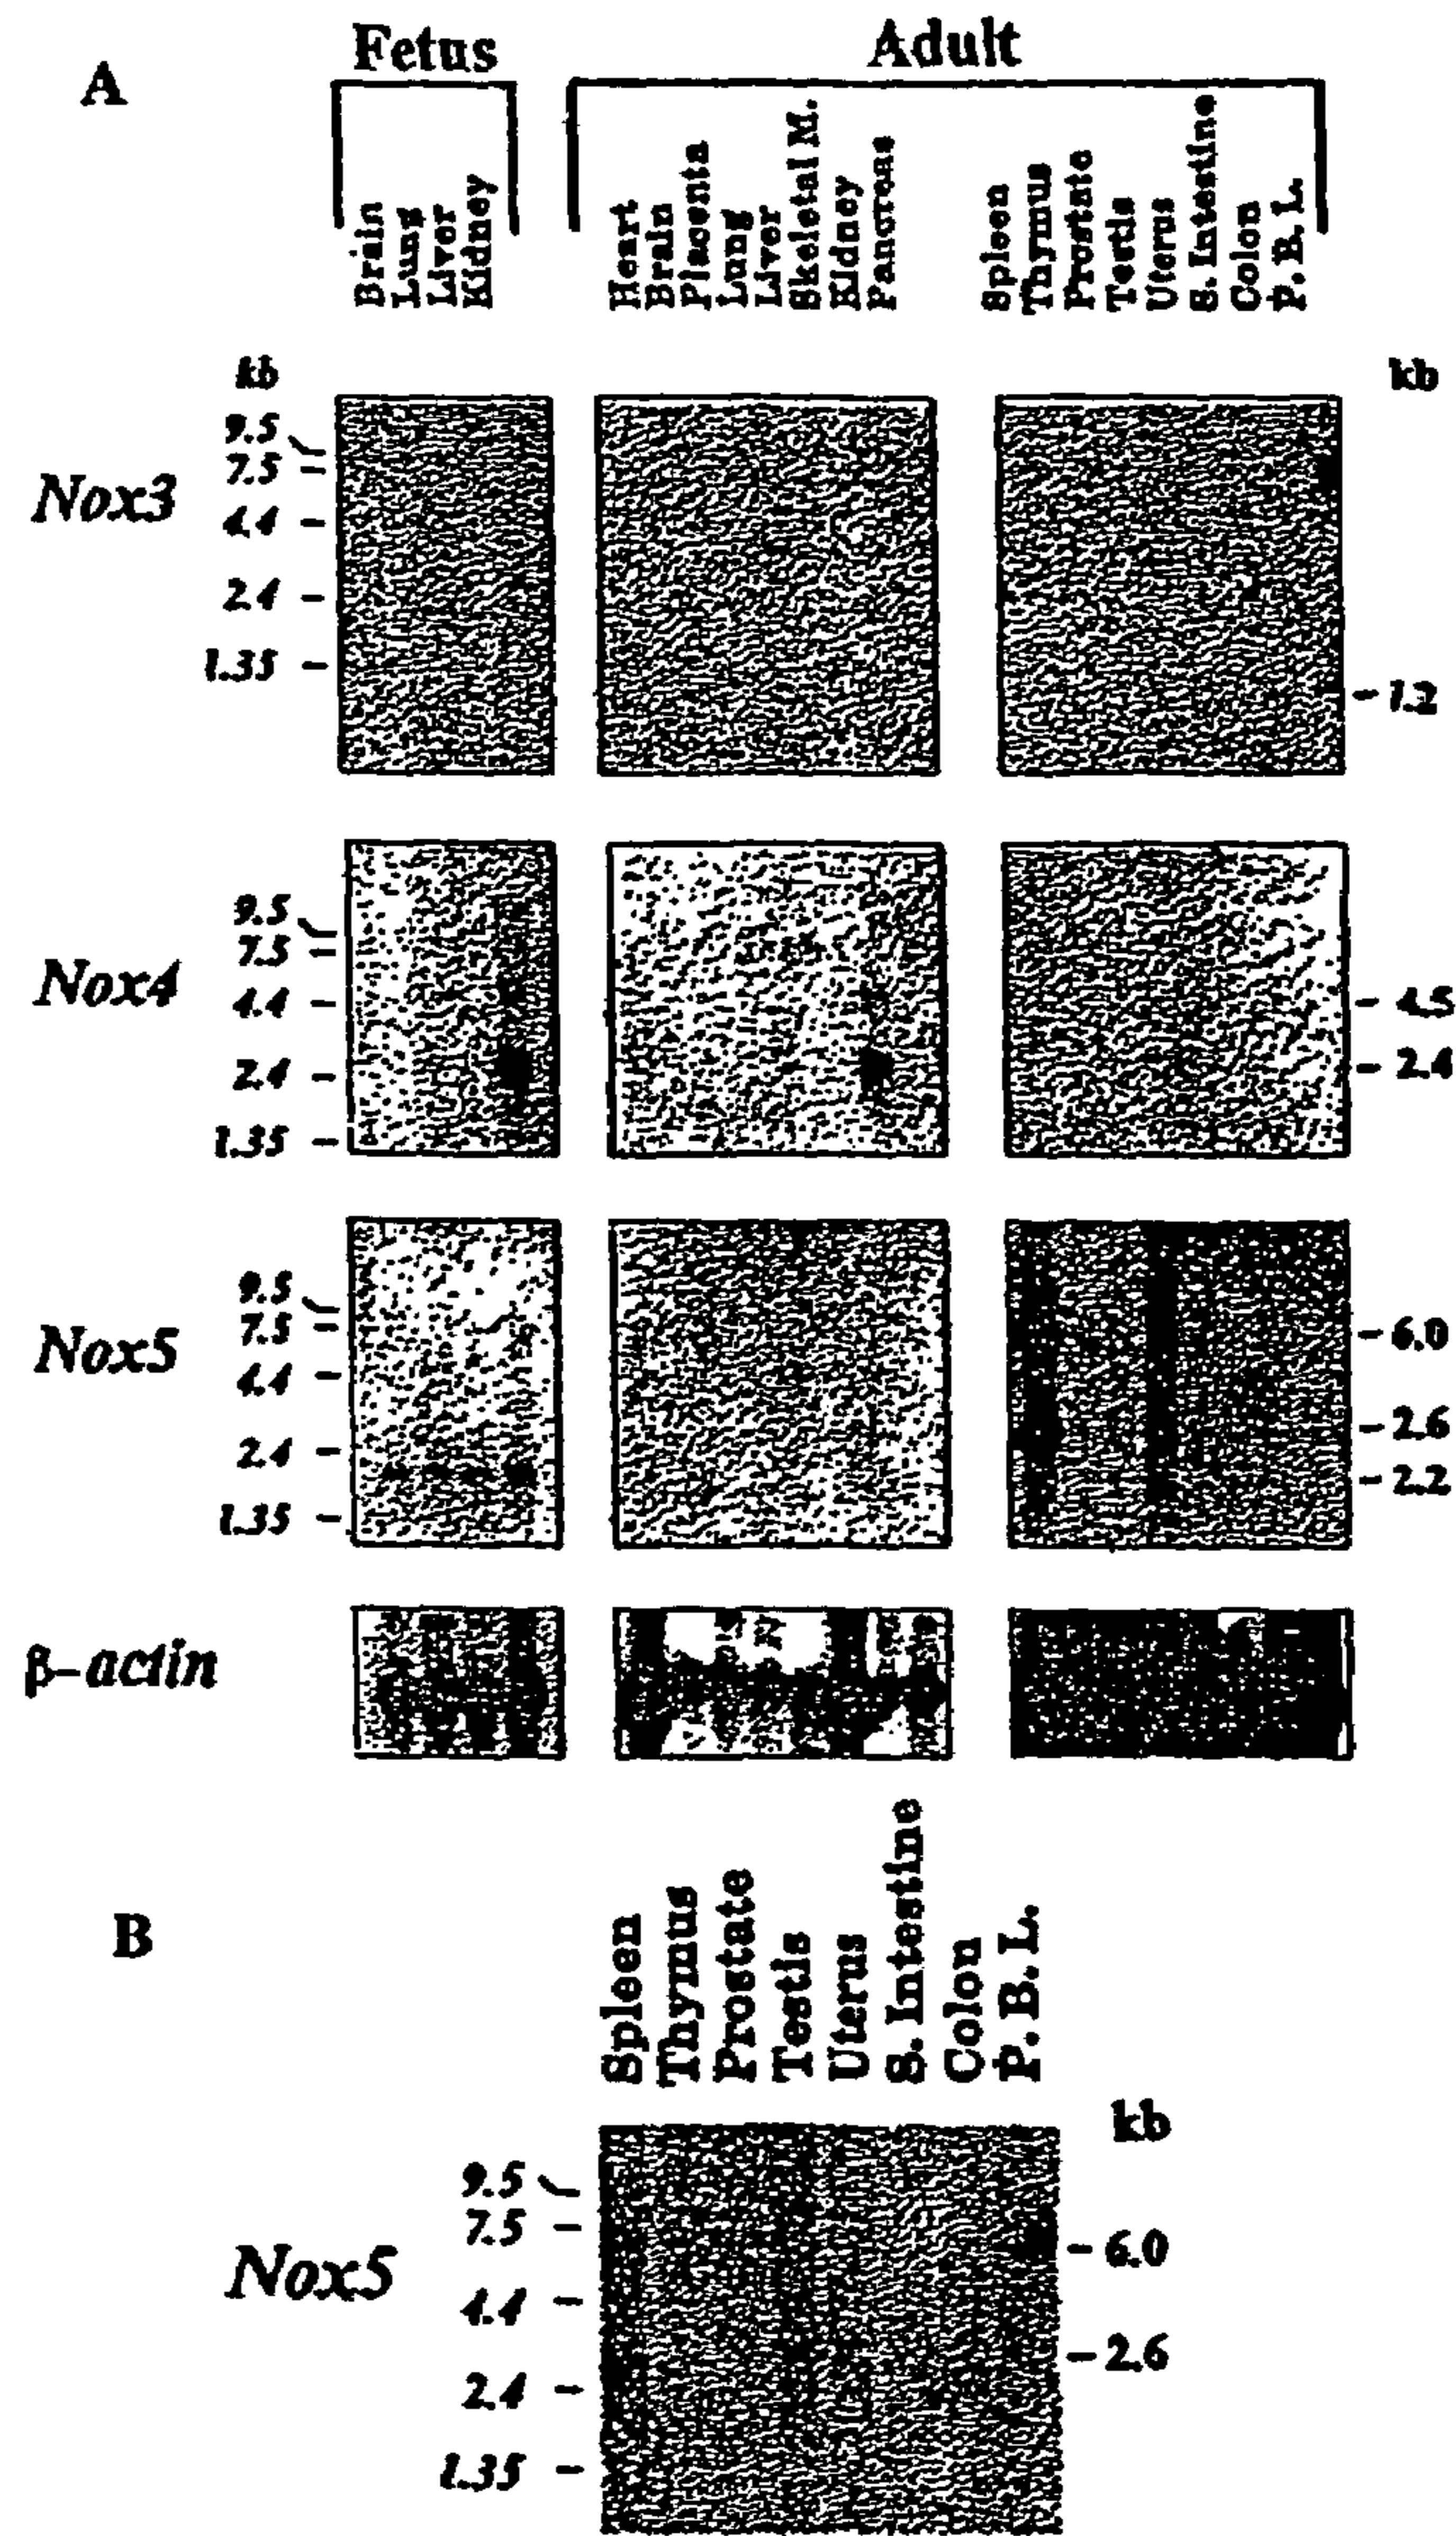 A
Fetus
Adult
Brain
Lung
Liver
Kidney
Heart
Brain
Placenta
Lung
Liver
Skeletal M.
Kidney
Pancreas
Spleen
Thymus
Prostate
Testis
Uterus
S. Intestine
Colon
P. B. L.
kb
kb
Nox3
9.5
7.5
4.4
2.4
1.35
1.2
Nox4
9.5
7.5
4.4
2.4
1.35
4.5
2.4
Nox5
9.5
7.5
4.4
2.4
1.35
6.0
2.6
2.2
β-actin
B
Spleen
Thymus
Prostate
Testis
Uterus
S. Intestine
Colon
P. B. L.
kb
Nox5
9.5
7.5
4.4
2.4
1.35
6.0
2.6